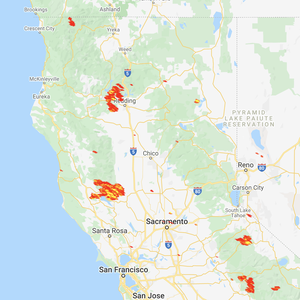 Brookings
Ashland
Crescent City
Yreka
Weed
McKinleyville
5
Eureka
Redding
PYRAMID
LAKE PAIUTE
RESERVATION
5
Chico
Reno
80
80
Carson City
South Lake
Tahoe
Sacramento
Santa Rosa
5
San Francisco
San Jose